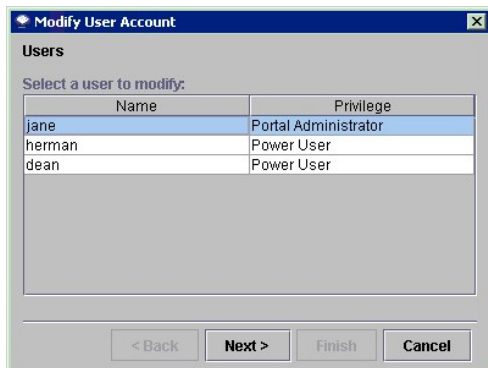 Modify User Account
Users
Select a user to modify:
Name Privilege
jane Portal Administrator
herman Power User
dean Power User
< Back Next > Finish Cancel